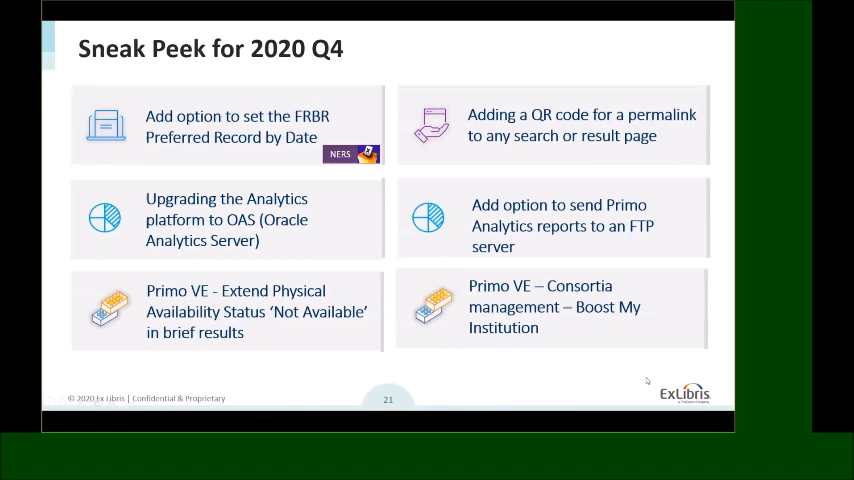 Sneak Peek for 2020 Q4
Add option to set the FRBR
Preferred Record by Date
NERS
Adding a QR code for a permalink
to any search or result page
Upgrading the Analytics
platform to OAS (Oracle
Analytics Server)
Add option to send Primo
Analytics reports to an FTP
server
Primo VE - Extend Physical
Availability Status ‘Not Available’
in brief results
Primo VE – Consortia
management – Boost My
Institution
© 2020 Ex Libris | Confidential & Proprietary
21
ExLibris